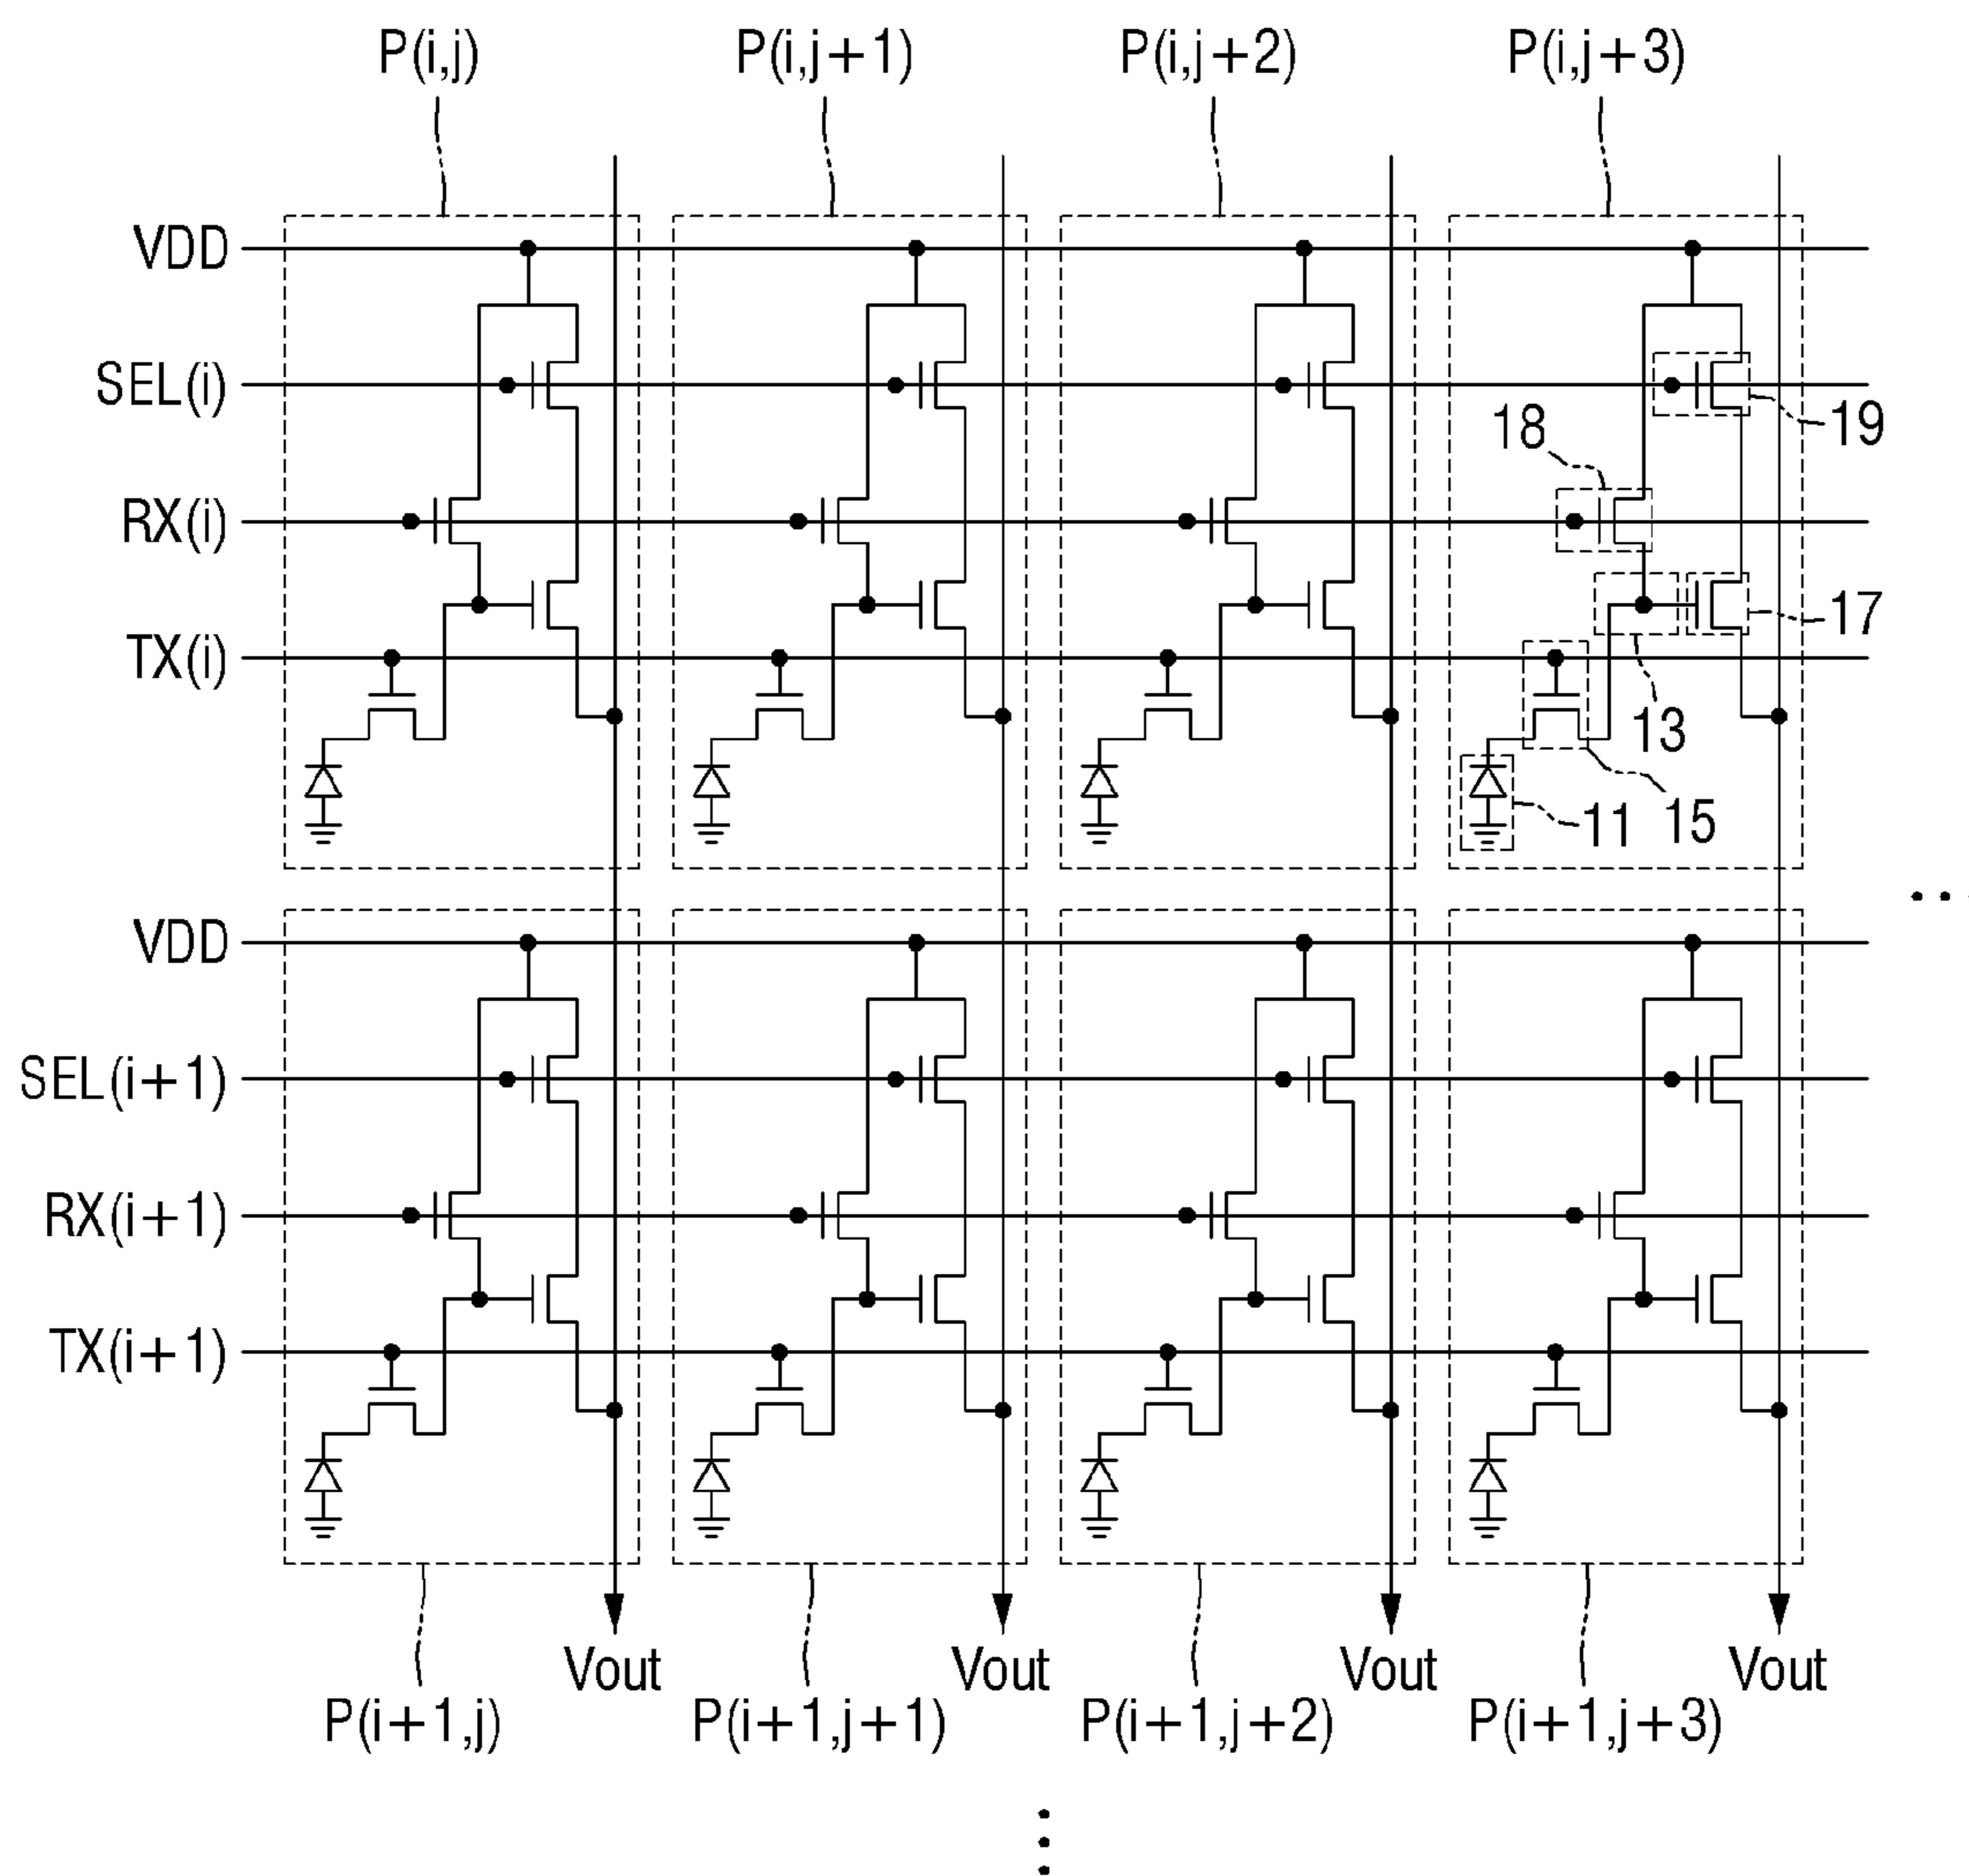 P(i,j) P(i,j+1) P(i,j+2) P(i,j+3)
VDD
SEL(i)
19
18
RX(i)
17
TX(i)
13
11 15
VDD
SEL(i+1)
RX(i+1)
TX(i+1)
Vout Vout Vout Vout
P(i+1,j) P(i+1,j+1) P(i+1,j+2) P(i+1,j+3)